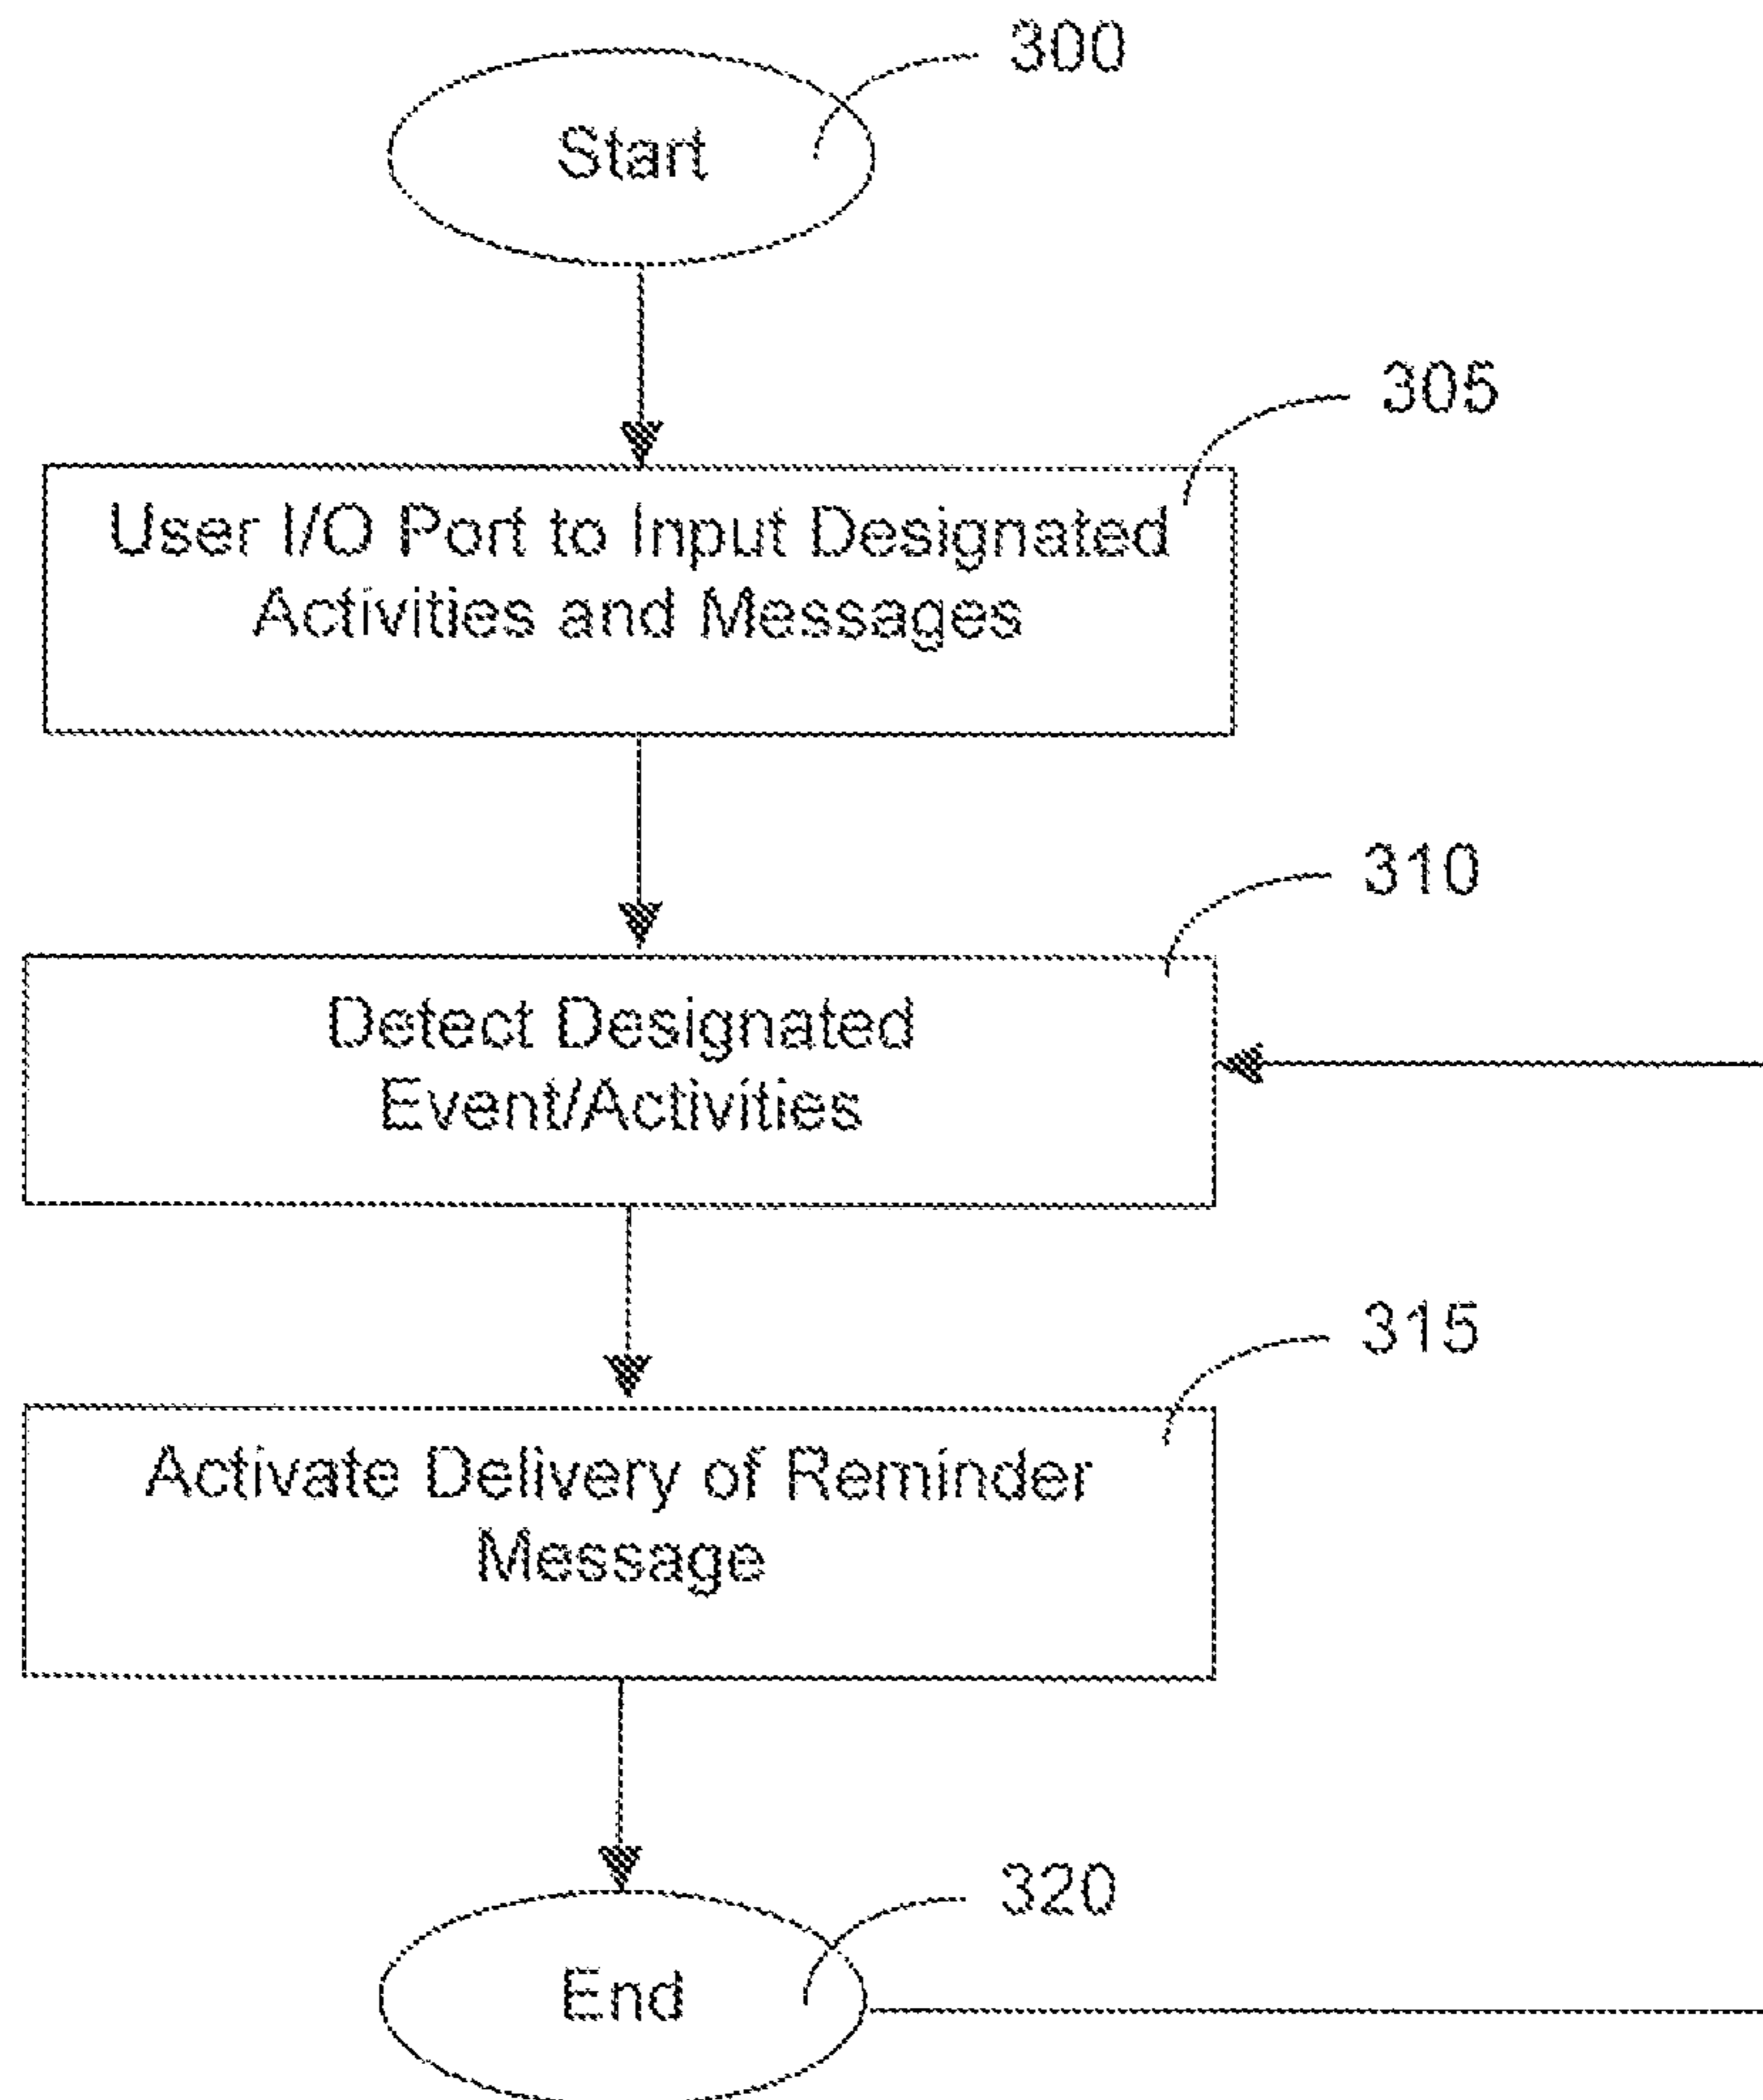 300
Start
305
User I/O Port to Input Designated
Activities and Messages
310
Detect Designated
Event/Activities
315
Activate Delivery of Reminder
Message
320
End